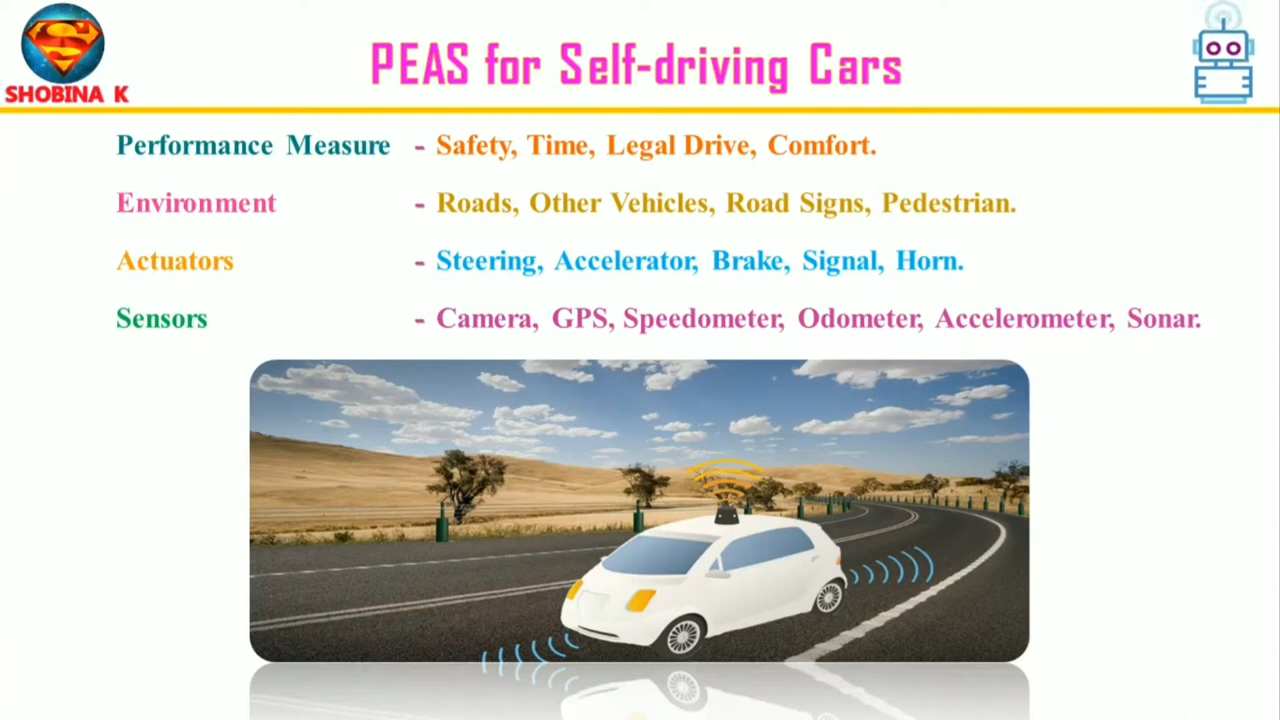 SHOBINA K
PEAS for Self-driving Cars
Performance Measure - Safety, Time, Legal Drive, Comfort.
Environment - Roads, Other Vehicles, Road Signs, Pedestrian.
Actuators - Steering, Accelerator, Brake, Signal, Horn.
Sensors - Camera, GPS, Speedometer, Odometer, Accelerometer, Sonar.